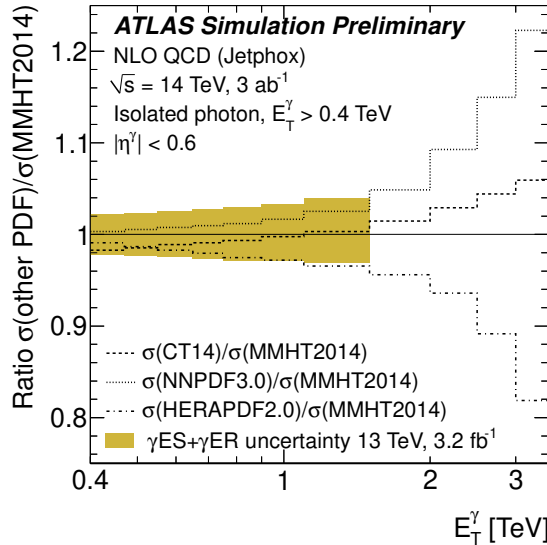 ATLAS Simulation Preliminary
NLO QCD (Jetphox)
√s = 14 TeV, 3 ab⁻¹
Isolated photon, E_T^γ > 0.4 TeV
|η^γ| < 0.6
Ratio σ(other PDF)/σ(MMHT2014)
1.2
1.1
1
0.9
0.8
σ(CT14)/σ(MMHT2014)
σ(NNPDF3.0)/σ(MMHT2014)
σ(HERAPDF2.0)/σ(MMHT2014)
γES+γER uncertainty 13 TeV, 3.2 fb⁻¹
0.4 1 2 3
E_T^γ [TeV]